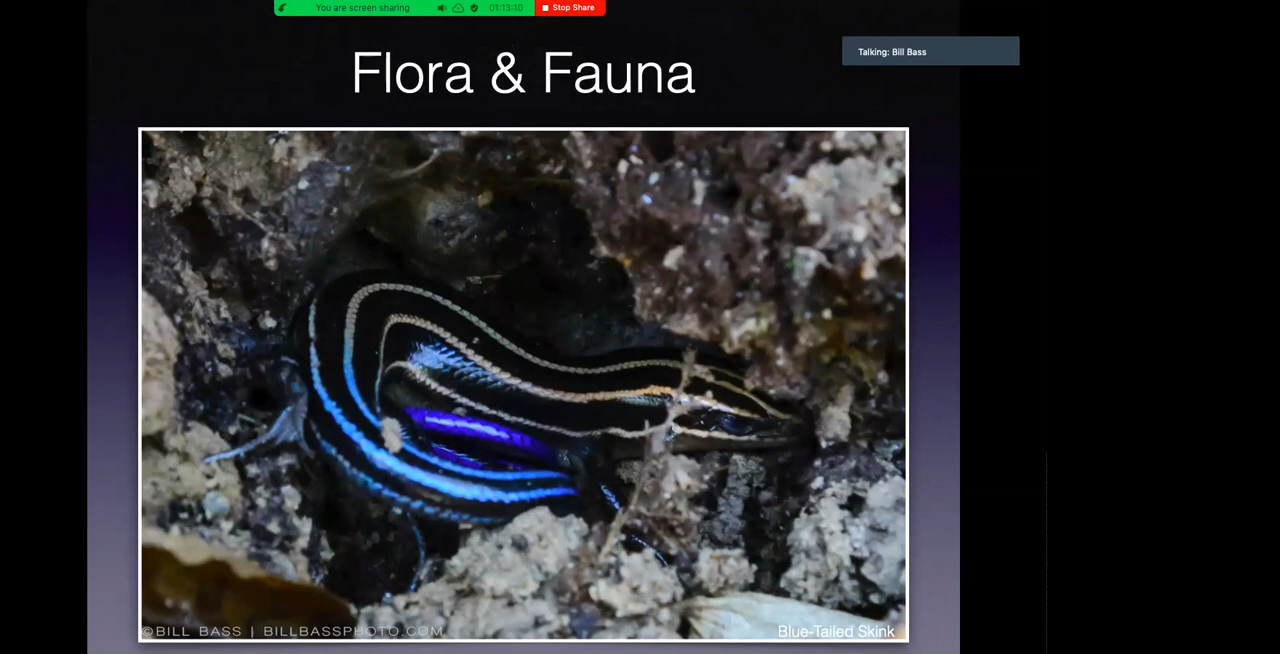 You are screen sharing
01:13:10
Stop Share
Talking: Bill Bass
Flora & Fauna
©BILL BASS | BILLBASSPHOTO.COM
Blue-Tailed Skink